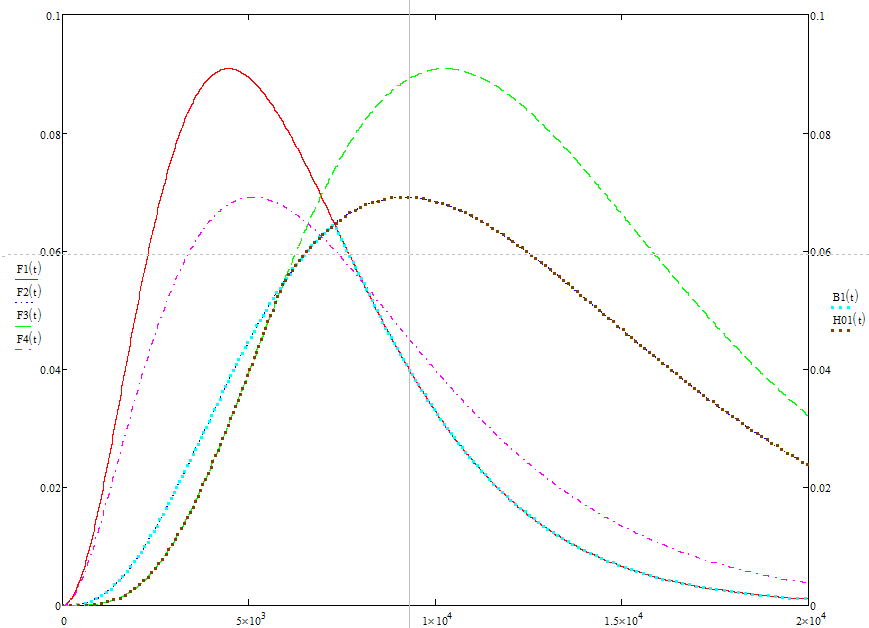 0.1 0.1
0.08 0.08
0.06 0.06
F1(t)
F2(t)
F3(t)
F4(t)
B1(t)
H01(t)
0.04 0.04
0.02 0.02
0 0
0 5×10³ 1×10⁴ 1.5×10⁴ 2×10⁴